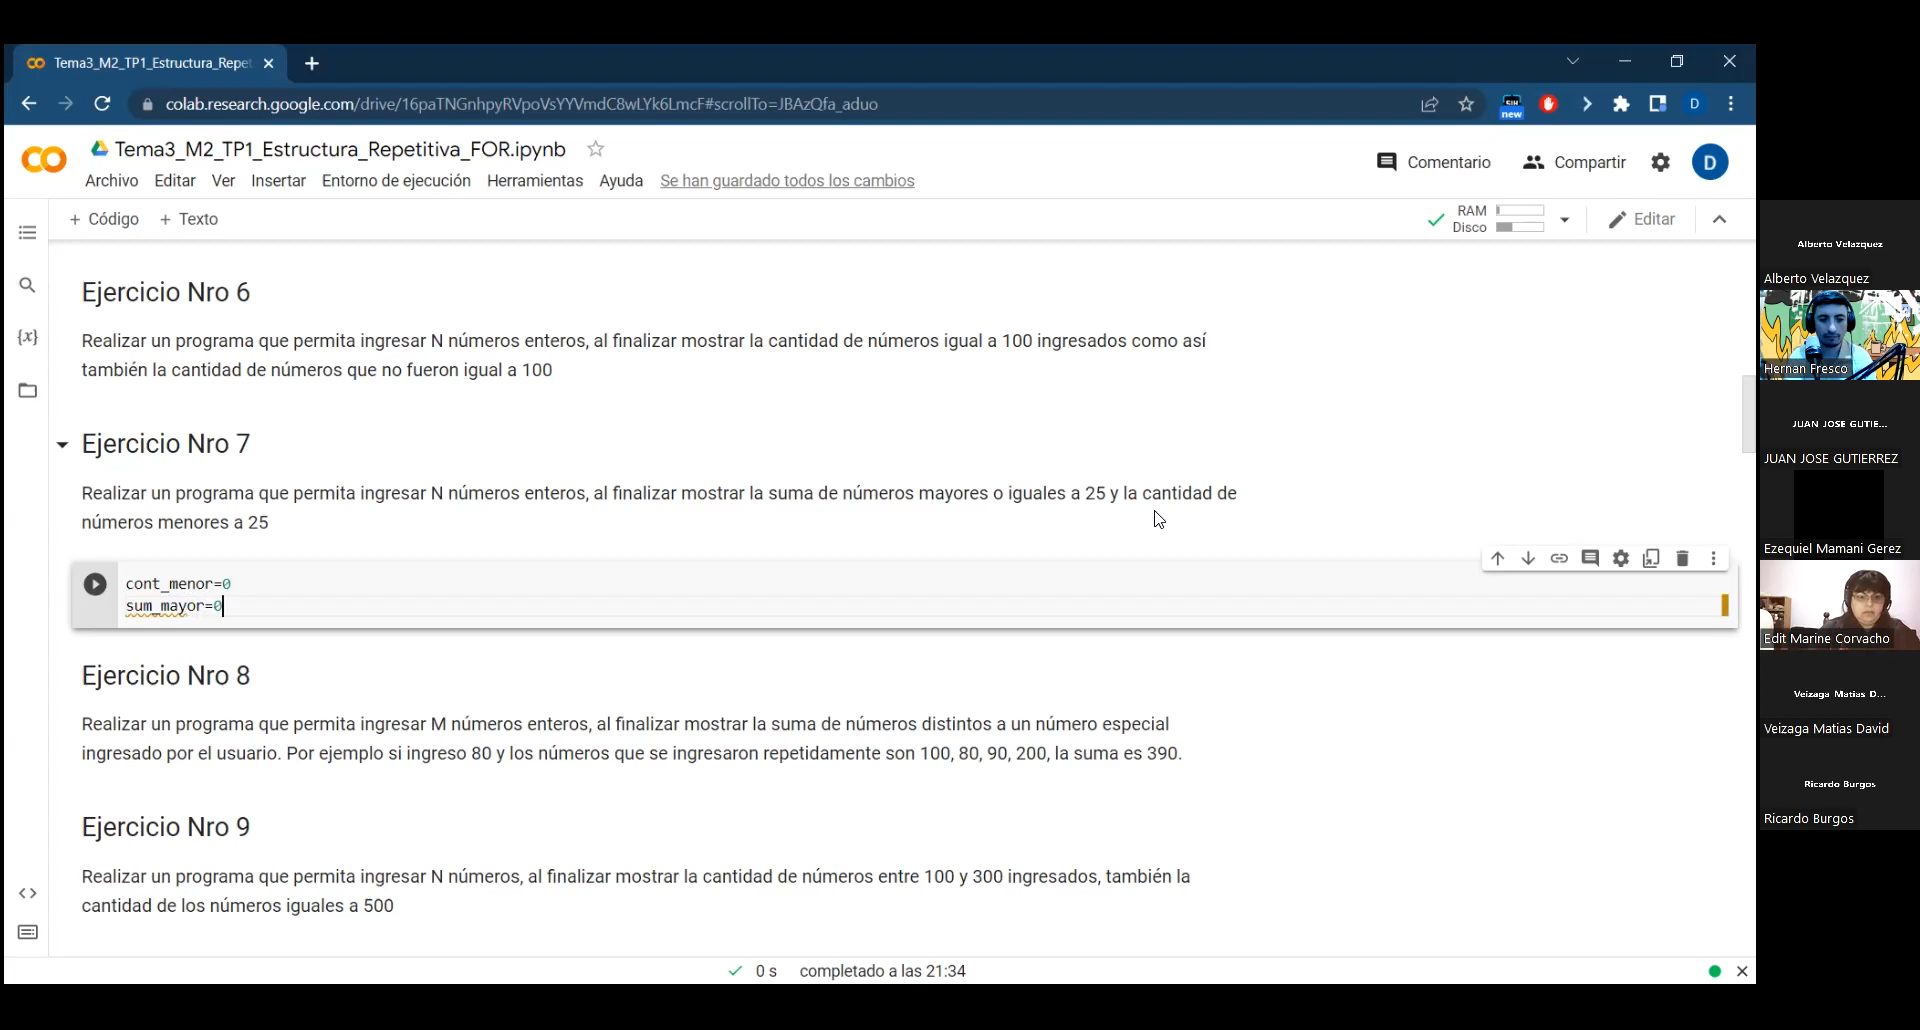 Tema3_M2_TP1_Estructura_Repet
colab.research.google.com/drive/16paTNGnhpyRVpoVsYYVmdC8wLYk6LmcF#scrollTo=JBAzQfa_aduo
new
D
Tema3_M2_TP1_Estructura_Repetitiva_FOR.ipynb
Comentario
Compartir
D
Archivo Editar Ver Insertar Entorno de ejecución Herramientas Ayuda Se han guardado todos los cambios
+ Código + Texto
RAM
Disco
Editar
Ejercicio Nro 6
Realizar un programa que permita ingresar N números enteros, al finalizar mostrar la cantidad de números igual a 100 ingresados como así
también la cantidad de números que no fueron igual a 100
Ejercicio Nro 7
Realizar un programa que permita ingresar N números enteros, al finalizar mostrar la suma de números mayores o iguales a 25 y la cantidad de
números menores a 25
cont_menor=0
sum_mayor=0
Ejercicio Nro 8
Realizar un programa que permita ingresar M números enteros, al finalizar mostrar la suma de números distintos a un número especial
ingresado por el usuario. Por ejemplo si ingreso 80 y los números que se ingresaron repetidamente son 100, 80, 90, 200, la suma es 390.
Ejercicio Nro 9
Realizar un programa que permita ingresar N números, al finalizar mostrar la cantidad de números entre 100 y 300 ingresados, también la
cantidad de los números iguales a 500
0 s completado a las 21:34
Alberto Velazquez
Alberto Velazquez
Hernan Fresco
JUAN JOSE GUTIE...
JUAN JOSE GUTIERREZ
Ezequiel Mamani Gerez
Edit Marine Corvacho
Veizaga Matias D...
Veizaga Matias David
Ricardo Burgos
Ricardo Burgos